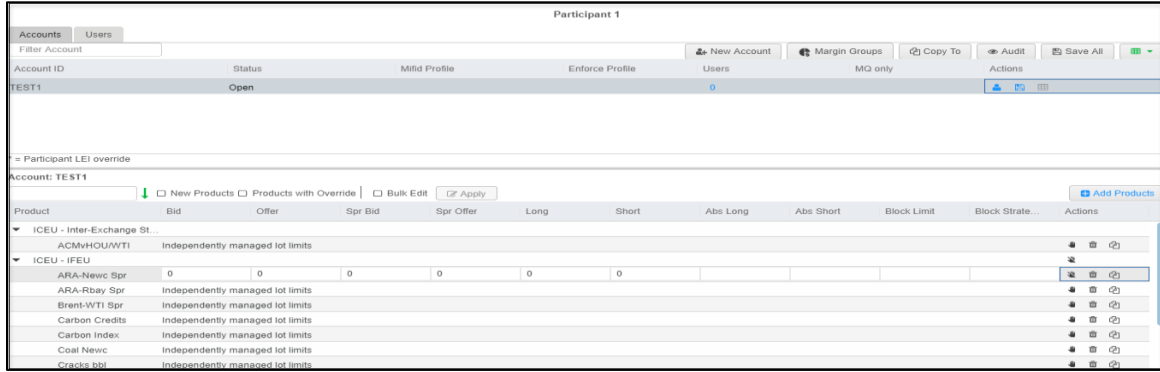 Participant 1
Accounts Users
Filter Account New Account Margin Groups Copy To Audit Save All
Account ID Status Mifid Profile Enforce Profile Users MQ only Actions
TEST1 Open 0
* = Participant LEI override
Account: TEST1
New Products Products with Override Bulk Edit Apply Add Products
Product Bid Offer Spr Bid Spr Offer Long Short Abs Long Abs Short Block Limit Block Strate... Actions
ICEU - Inter-Exchange St...
ACMvHOU/WTI Independently managed lot limits
ICEU - IFEU
ARA-Newc Spr 0 0 0 0 0 0
ARA-Rbay Spr Independently managed lot limits
Brent-WTI Spr Independently managed lot limits
Carbon Credits Independently managed lot limits
Carbon Index Independently managed lot limits
Coal Newc Independently managed lot limits
Cracks bbl Independently managed lot limits